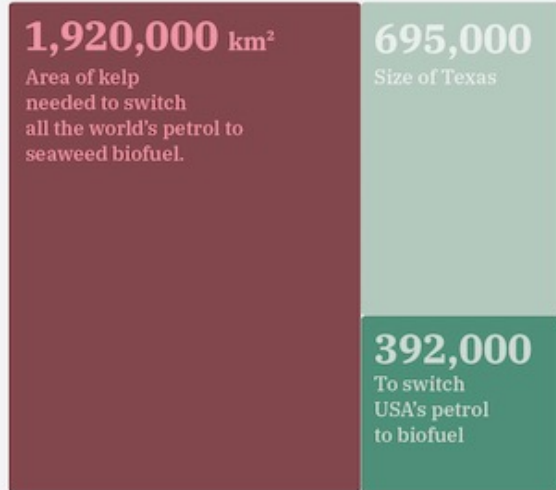 1,920,000 km²
Area of kelp
needed to switch
all the world's petrol to
seaweed biofuel.
695,000
Size of Texas
392,000
To switch
USA's petrol
to biofuel